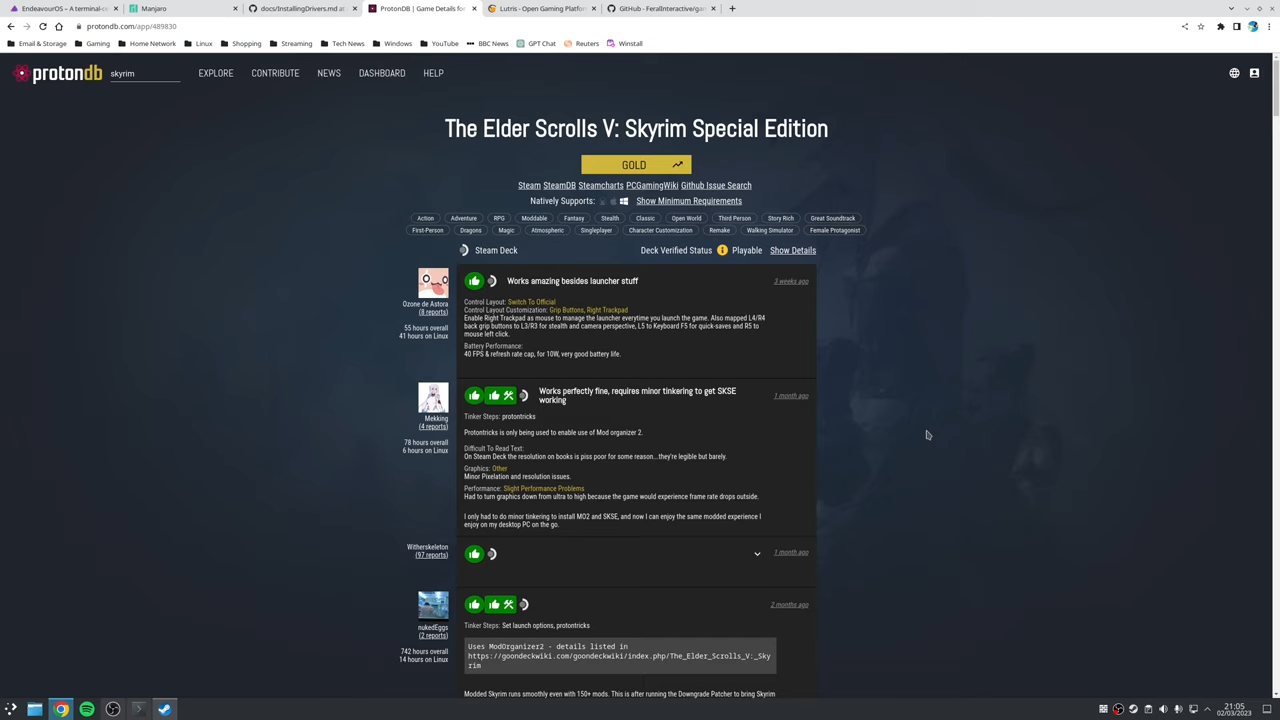 EndeavourOS – A terminal-ce
Manjaro
docs/InstallingDrivers.md at
ProtonDB | Game Details for
Lutris - Open Gaming Platfor
GitHub - FeralInteractive/ga
protondb.com/app/489830
Email & Storage
Gaming
Home Network
Linux
Shopping
Streaming
Tech News
Windows
YouTube
BBC News
GPT Chat
Reuters
Winstall
protondb
skyrim
EXPLORE
CONTRIBUTE
NEWS
DASHBOARD
HELP
The Elder Scrolls V: Skyrim Special Edition
GOLD
Steam SteamDB Steamcharts PCGamingWiki Github Issue Search
Natively Supports: Show Minimum Requirements
Action Adventure RPG Moddable Fantasy Stealth Classic Open World Third Person Story Rich Great Soundtrack
First-Person Dragons Magic Atmospheric Singleplayer Character Customization Remake Walking Simulator Female Protagonist
Steam Deck
Deck Verified Status Playable Show Details
Works amazing besides launcher stuff
3 weeks ago
Ozone de Astora
(8 reports)
55 hours overall
41 hours on Linux
Control Layout: Switch To Official
Control Layout Customization: Grip Buttons, Right Trackpad
Enable Right Trackpad as mouse to manage the launcher everytime you launch the game. Also mapped L4/R4
back grip buttons to L3/R3 for stealth and camera perspective, L5 to Keyboard F5 for quick-saves and R5 to
mouse left click.
Battery Performance:
40 FPS & refresh rate cap, for 10W, very good battery life.
Works perfectly fine, requires minor tinkering to get SKSE
working
1 month ago
Mekking
(4 reports)
78 hours overall
6 hours on Linux
Tinker Steps: protontricks
Protontricks is only being used to enable use of Mod organizer 2.
Difficult To Read Text:
On Steam Deck the resolution on books is piss poor for some reason...they're legible but barely.
Graphics: Other
Minor Pixelation and resolution issues.
Performance: Slight Performance Problems
Had to turn graphics down from ultra to high because the game would experience frame rate drops outside.
I only had to do minor tinkering to install MO2 and SKSE, and now I can enjoy the same modded experience I
enjoy on my desktop PC on the go.
Witherskeleton
(97 reports)
1 month ago
2 months ago
nukedEggs
(2 reports)
742 hours overall
14 hours on Linux
Tinker Steps: Set launch options, protontricks
Uses ModOrganizer2 - details listed in
https://goondeckwiki.com/goondeckwiki/index.php/The_Elder_Scrolls_V:_Sky
rim
Modded Skyrim runs smoothly even with 150+ mods. This is after running the Downgrade Patcher to bring Skyrim
21:05
02/03/2023